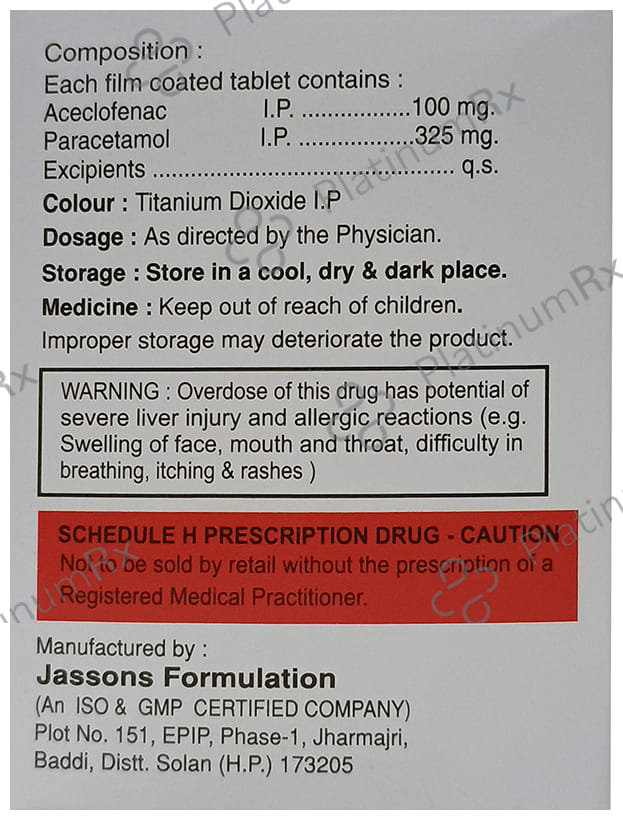 Composition :
Each film coated tablet contains :
Aceclofenac I.P. ..................100 mg.
Paracetamol I.P. ...................325 mg.
Excipients ............................................... q.s.
Colour : Titanium Dioxide I.P
Dosage : As directed by the Physician.
Storage : Store in a cool, dry & dark place.
Medicine : Keep out of reach of children.
Improper storage may deteriorate the product.
WARNING : Overdose of this drug has potential of
severe liver injury and allergic reactions (e.g.
Swelling of face, mouth and throat, difficulty in
breathing, itching & rashes )
SCHEDULE H PRESCRIPTION DRUG - CAUTION
Not to be sold by retail without the prescription of a
Registered Medical Practitioner.
Manufactured by :
Jassons Formulation
(An ISO & GMP CERTIFIED COMPANY)
Plot No. 151, EPIP, Phase-1, Jharmajri,
Baddi, Distt. Solan (H.P.) 173205
PlatinumRx
PlatinumRx
PlatinumRx